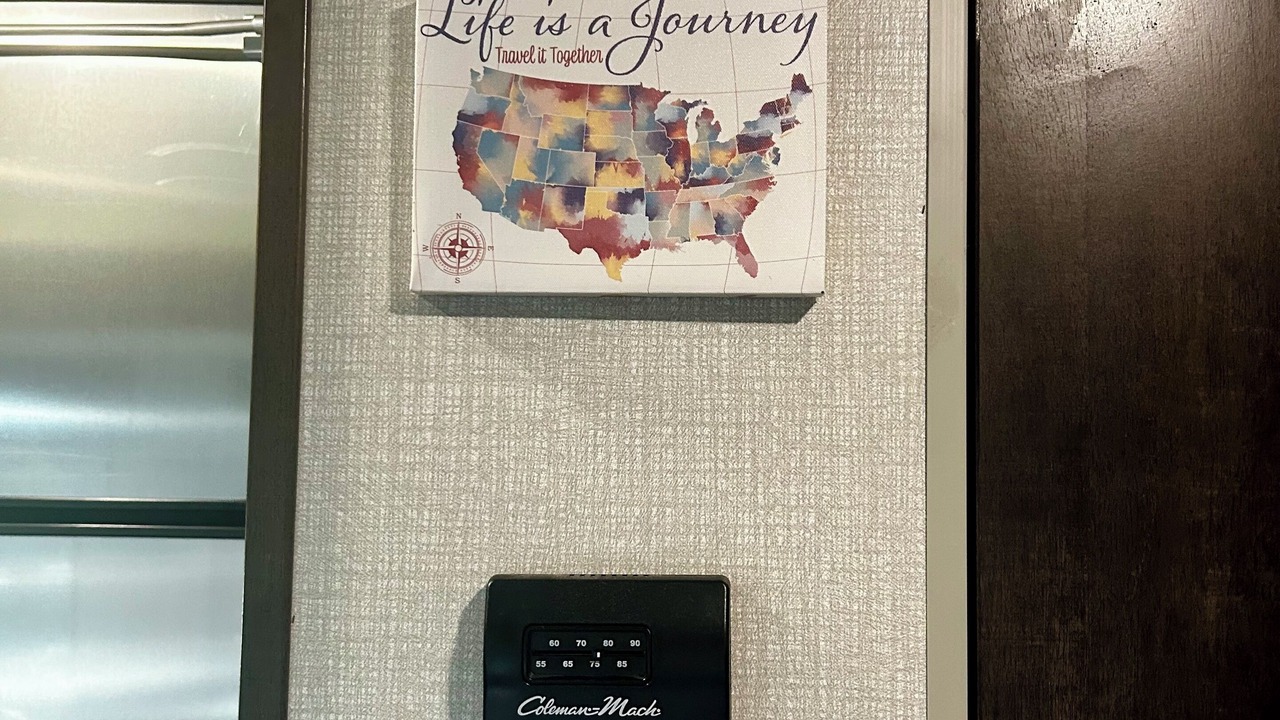 Life is a Journey
Travel it Together
N
W E
S
60 70 80 90
55 65 75 85
Coleman-Mach